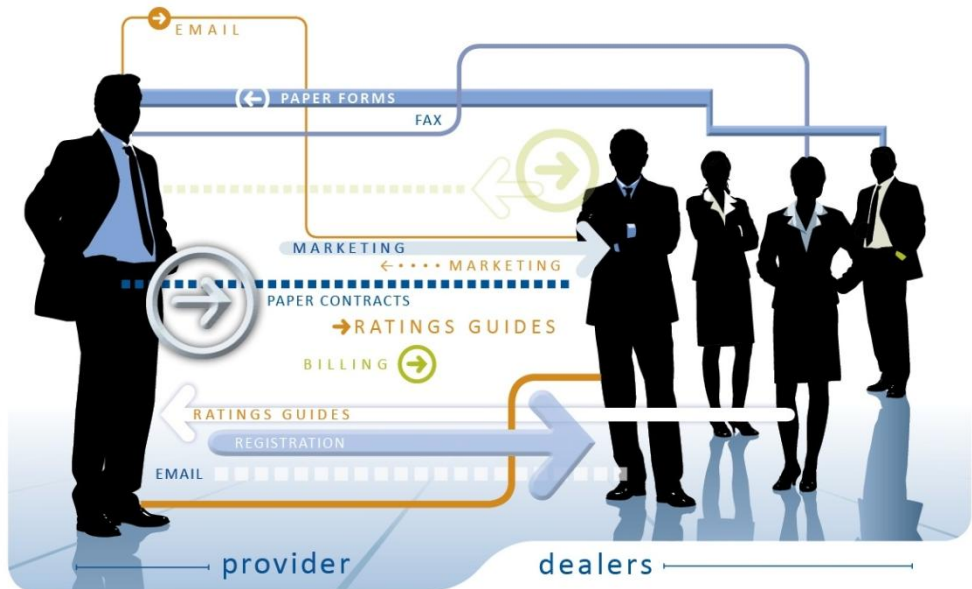 EMAIL
PAPER FORMS
FAX
MARKETING
MARKETING
PAPER CONTRACTS
RATINGS GUIDES
BILLING
RATINGS GUIDES
REGISTRATION
EMAIL
provider
dealers